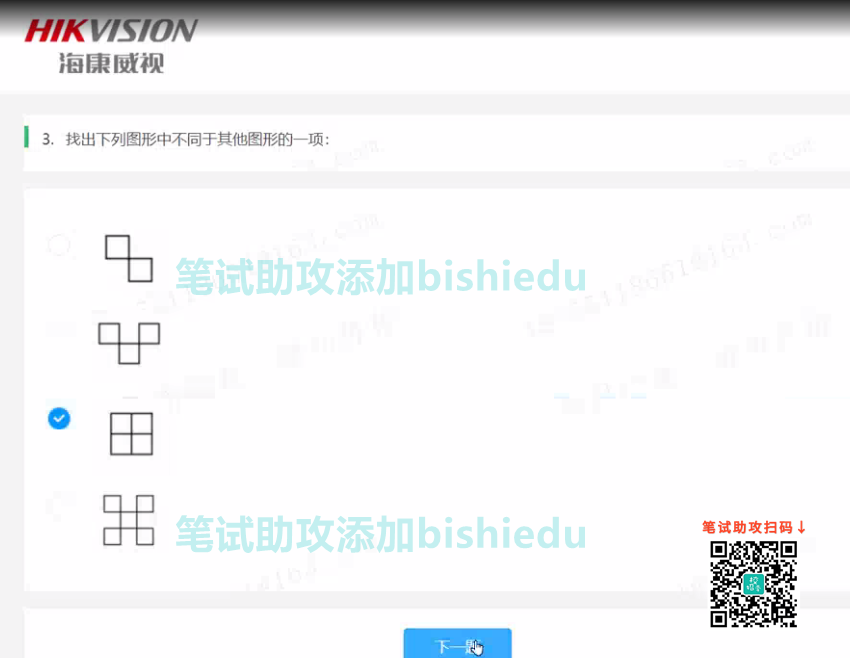 HIKVISION
海康威视
3. 找出下列图形中不同于其他图形的一项：
笔试助攻添加bishiedu
笔试助攻添加bishiedu
笔试助攻扫码↓
下一题